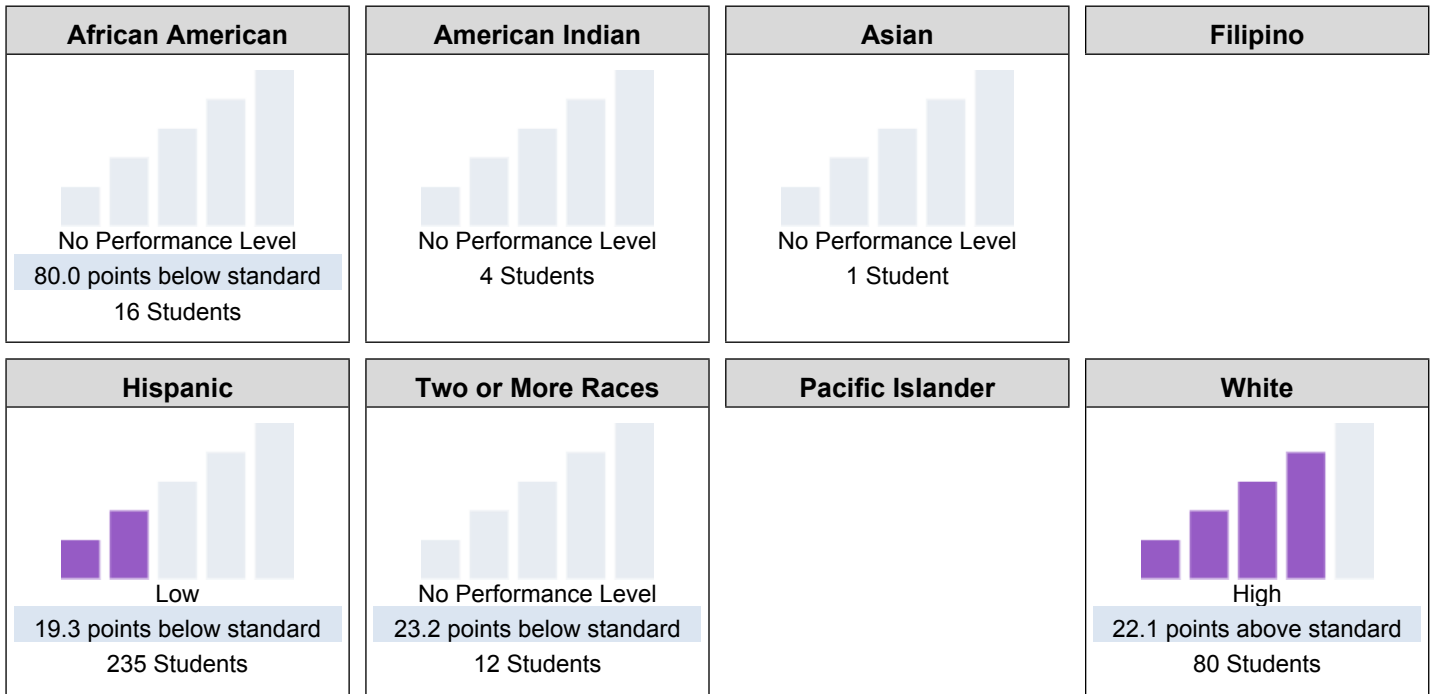 African American
No Performance Level
80.0 points below standard
16 Students
American Indian
No Performance Level
4 Students
Asian
No Performance Level
1 Student
Filipino
Hispanic
Low
19.3 points below standard
235 Students
Two or More Races
No Performance Level
23.2 points below standard
12 Students
Pacific Islander
White
High
22.1 points above standard
80 Students